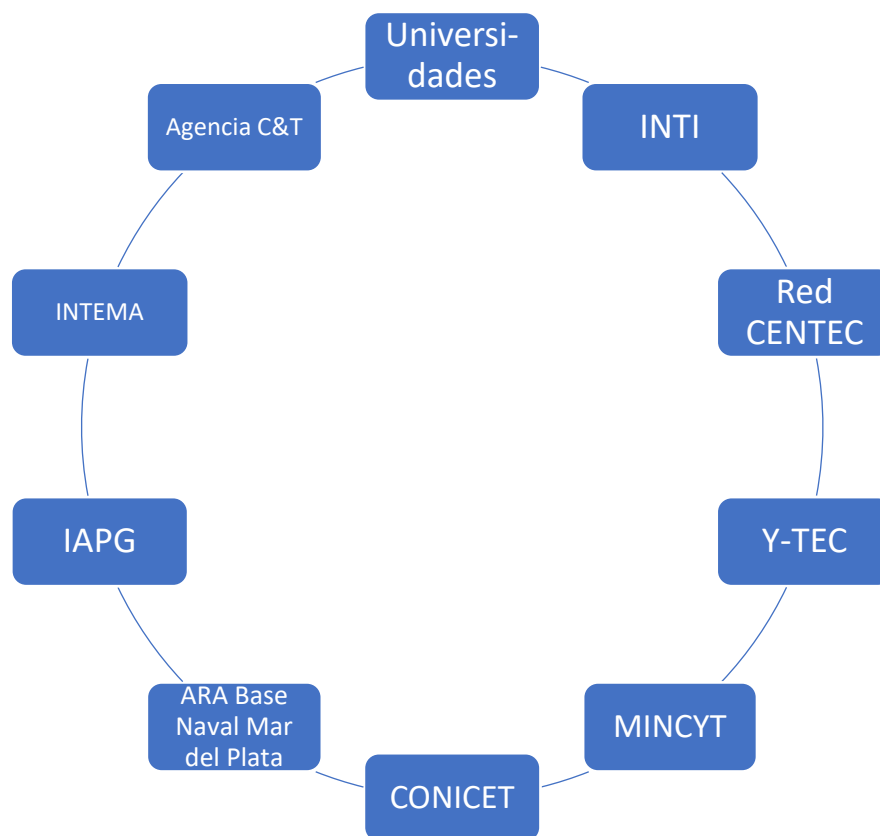 Universi-
dades
INTI
Red
CENTEC
Y-TEC
MINCYT
CONICET
ARA Base
Naval Mar
del Plata
IAPG
INTEMA
Agencia C&T